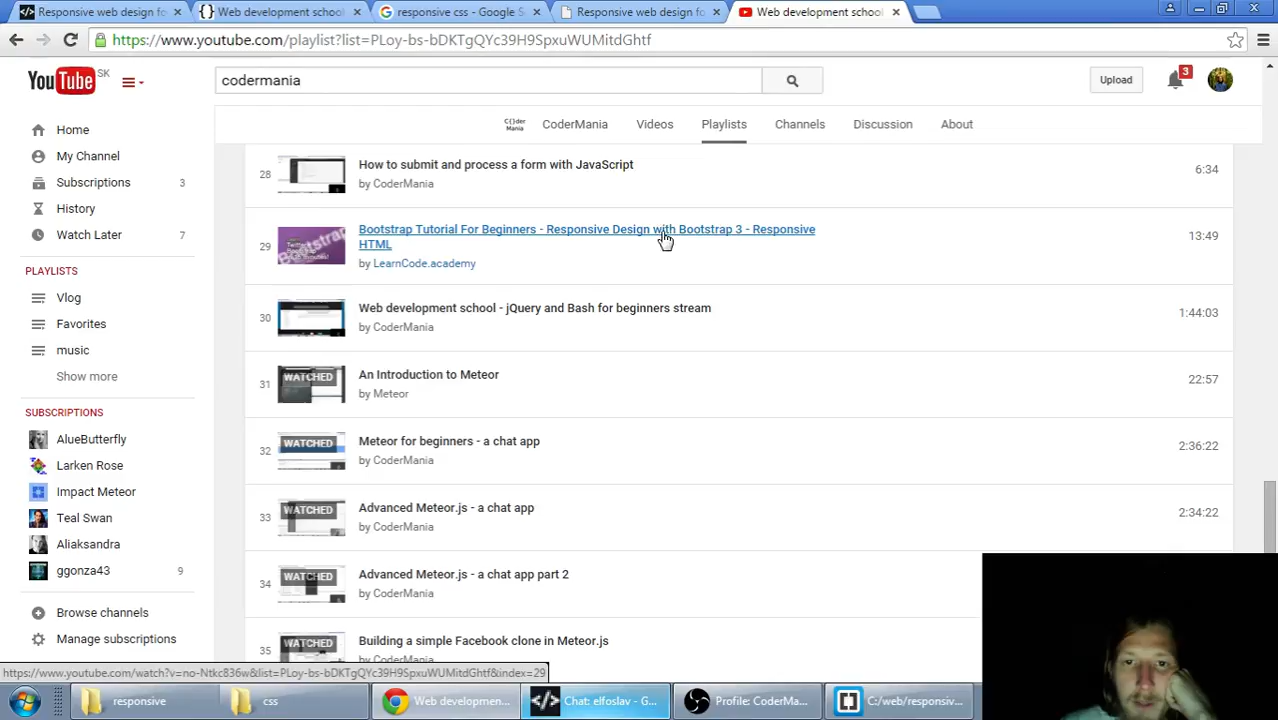 Responsive web design fo
Web development school
responsive css - Google S
Responsive web design fo
Web development school
https://www.youtube.com/playlist?list=PLoy-bs-bDKTgQYc39H9SpxuWUMitdGhtf
YouTube SK
codermania
Upload
3
C{}der Mania
CoderMania
Videos
Playlists
Channels
Discussion
About
Home
My Channel
Subscriptions 3
History
Watch Later 7
PLAYLISTS
Vlog
Favorites
music
Show more
SUBSCRIPTIONS
AlueButterfly
Larken Rose
Impact Meteor
Teal Swan
Aliaksandra
ggonza43 9
Browse channels
Manage subscriptions
28 How to submit and process a form with JavaScript 6:34
by CoderMania
29 Bootstrap Tutorial For Beginners - Responsive Design with Bootstrap 3 - Responsive 13:49
HTML
by LearnCode.academy
30 Web development school - jQuery and Bash for beginners stream 1:44:03
by CoderMania
31 WATCHED An Introduction to Meteor 22:57
by Meteor
32 WATCHED Meteor for beginners - a chat app 2:36:22
by CoderMania
33 WATCHED Advanced Meteor.js - a chat app 2:34:22
by CoderMania
34 WATCHED Advanced Meteor.js - a chat app part 2
by CoderMania
35 WATCHED Building a simple Facebook clone in Meteor.js
by CoderMania
https://www.youtube.com/watch?v=no-Ntkc836w&list=PLoy-bs-bDKTgQYc39H9SpxuWUMitdGhtf&index=29
responsive
css
Web developmen...
Chat: elfoslav - G...
Profile: CoderMa...
C:/web/responsiv...